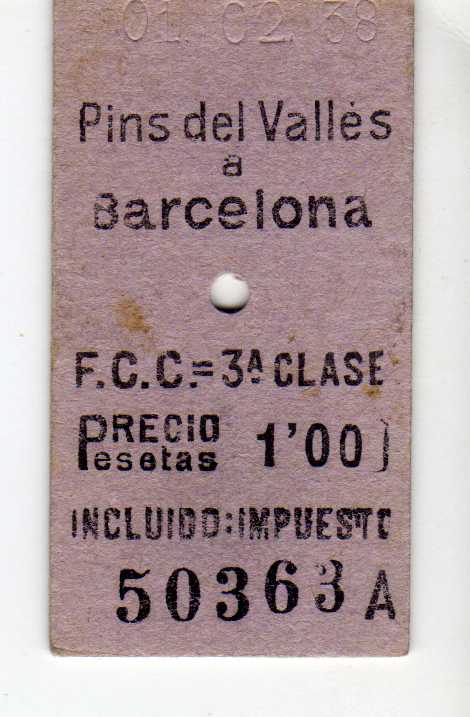 01 02 38
Pins del Vallés
a
Barcelona
F.C.C.= 3ª CLASE
PRECIO
Pesetas 1'00
INCLUIDO:IMPUESTO
50363 A